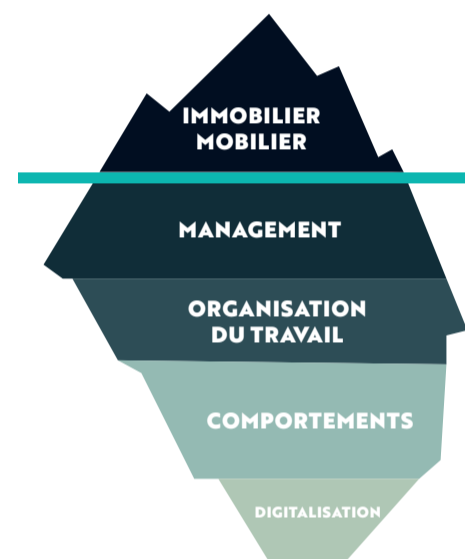 IMMOBILIER
MOBILIER
MANAGEMENT
ORGANISATION
DU TRAVAIL
COMPORTEMENTS
DIGITALISATION